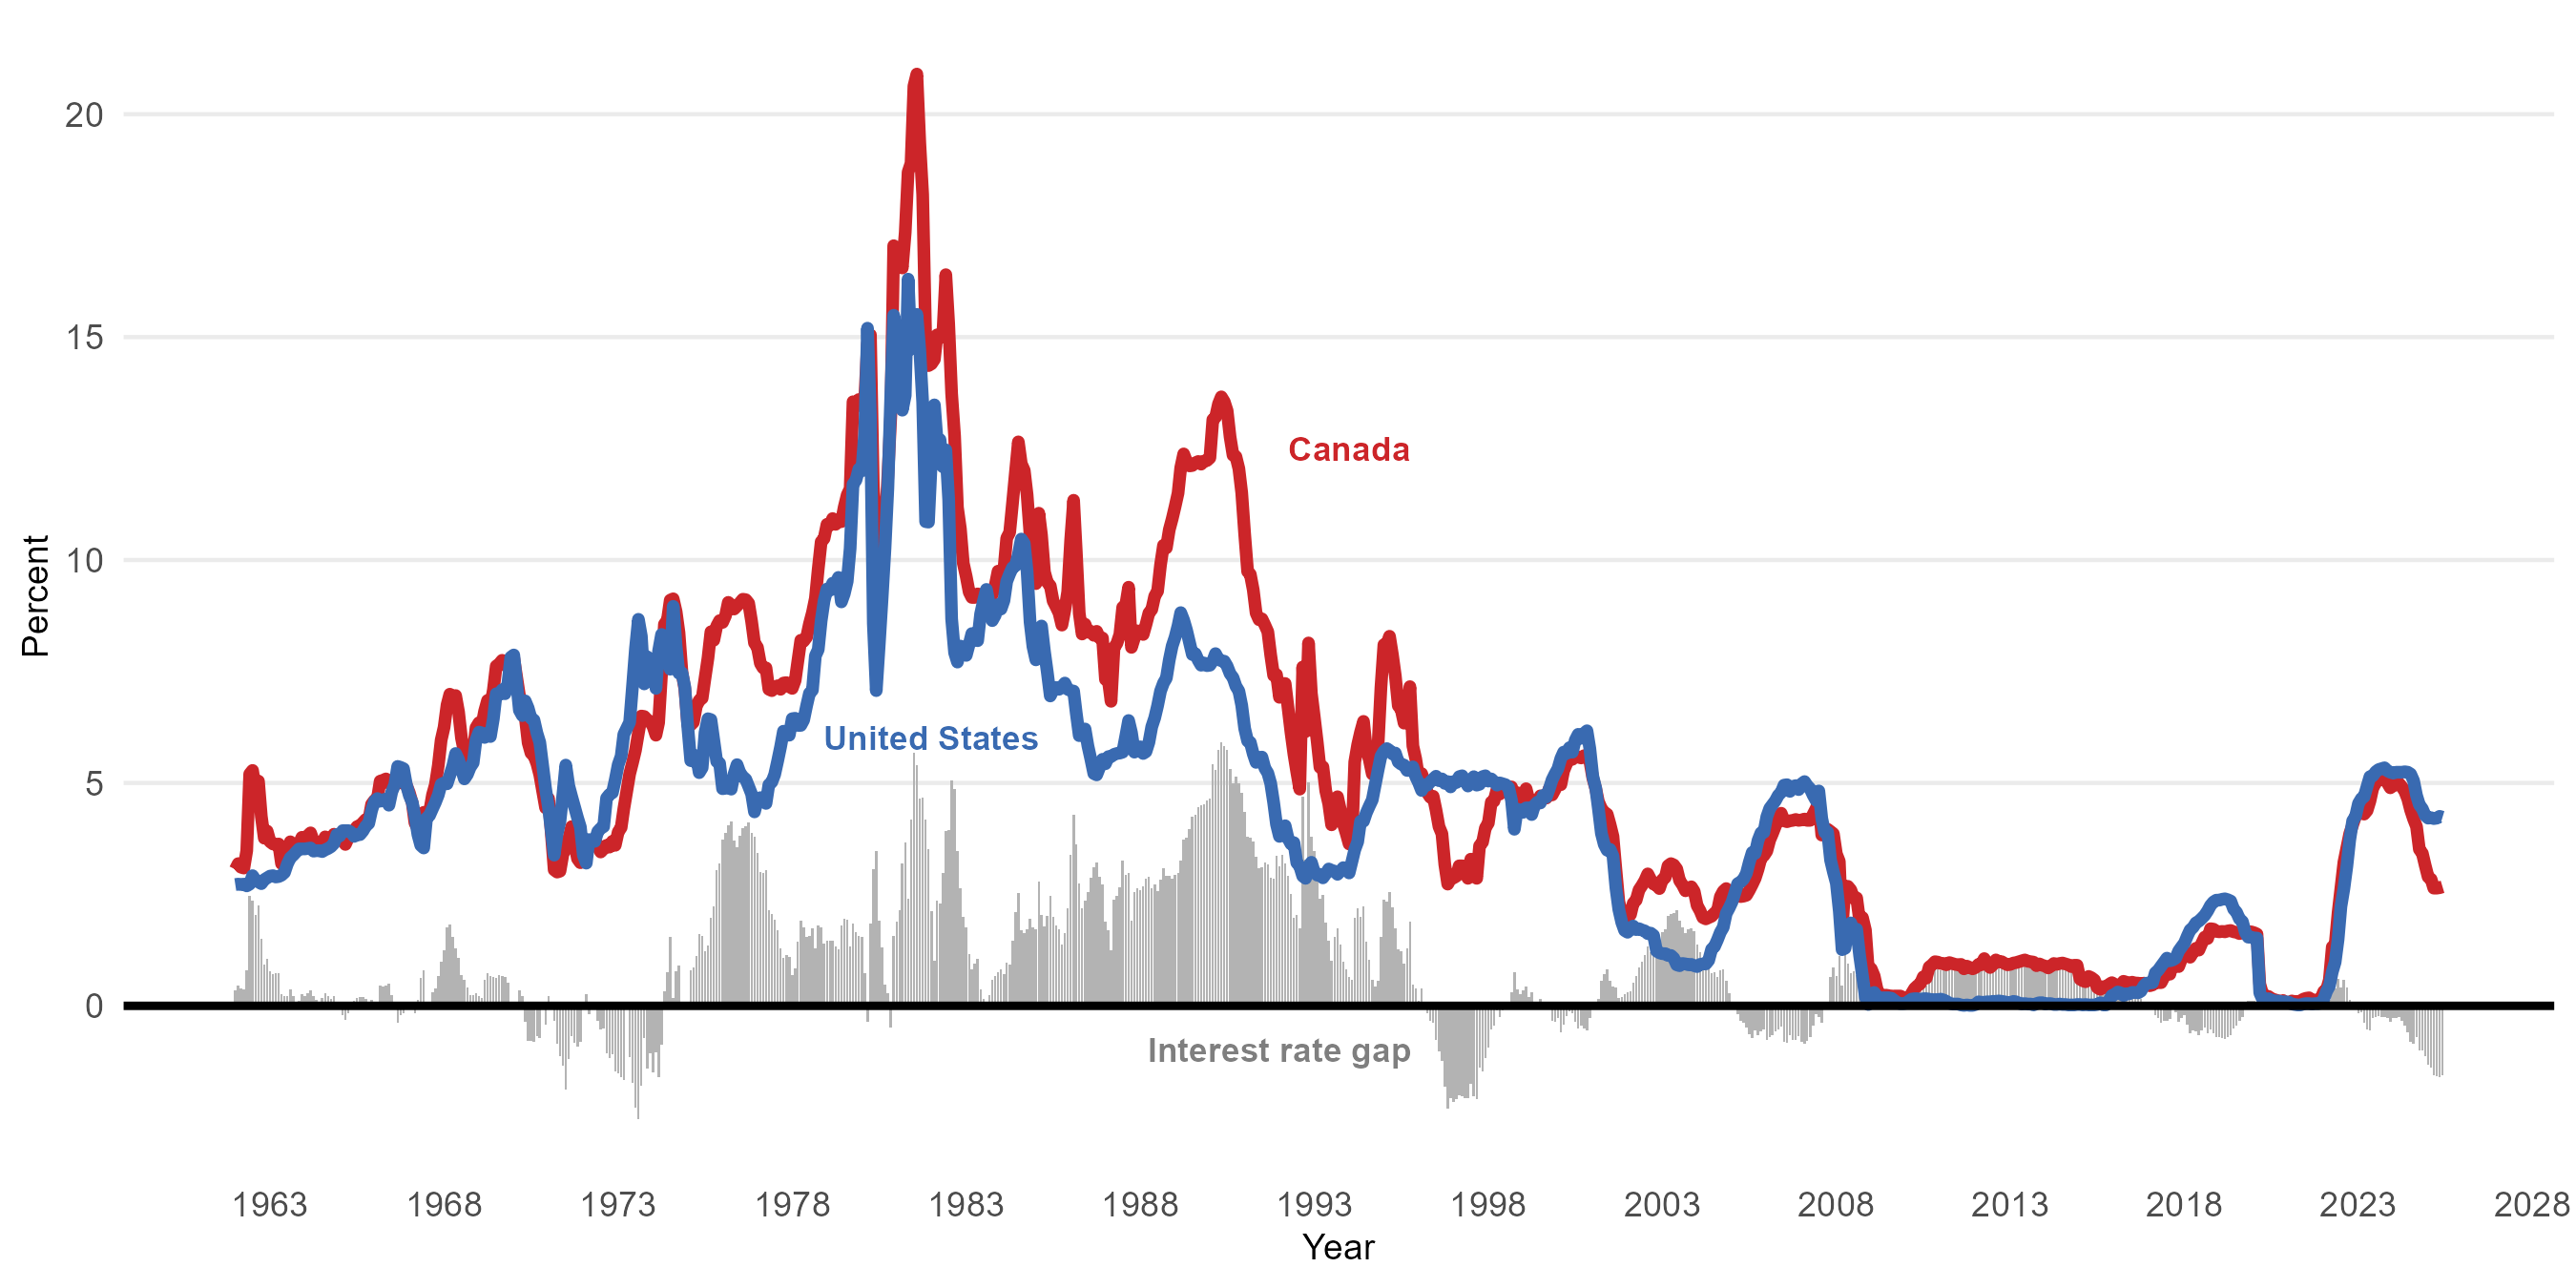 20
15
10
5
0
Percent
Canada
United States
Interest rate gap
1963 1968 1973 1978 1983 1988 1993 1998 2003 2008 2013 2018 2023 2028
Year